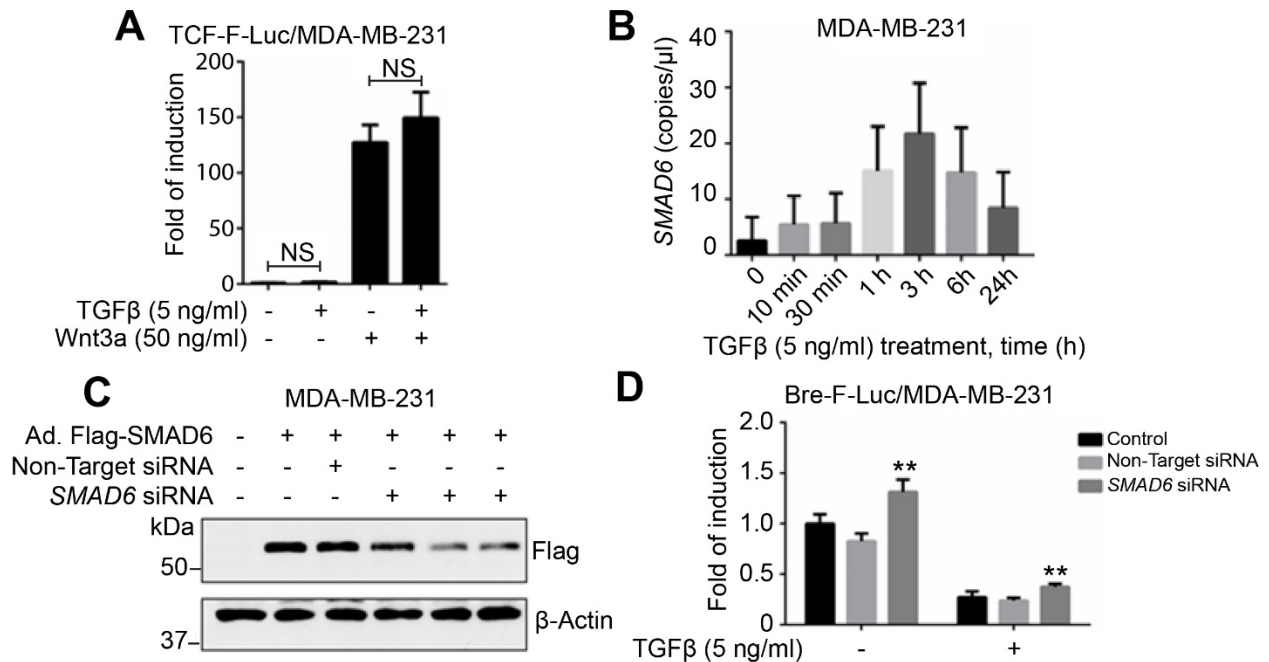 A
TCF-F-Luc/MDA-MB-231
Fold of induction
200
150
100
50
0
NS
NS
TGFβ (5 ng/ml) - + - +
Wnt3a (50 ng/ml) - - + +
B
MDA-MB-231
SMAD6 (copies/µl)
40
30
20
10
0
0 10 min 30 min 1 h 3 h 6h 24h
TGFβ (5 ng/ml) treatment, time (h)
C
MDA-MB-231
Ad. Flag-SMAD6 - + + + + +
Non-Target siRNA - - + - - -
SMAD6 siRNA - - - + + +
kDa
50
Flag
37
β-Actin
D
Bre-F-Luc/MDA-MB-231
Fold of induction
2.0
1.5
1.0
0.5
0
**
**
Control
Non-Target siRNA
SMAD6 siRNA
TGFβ (5 ng/ml) - +